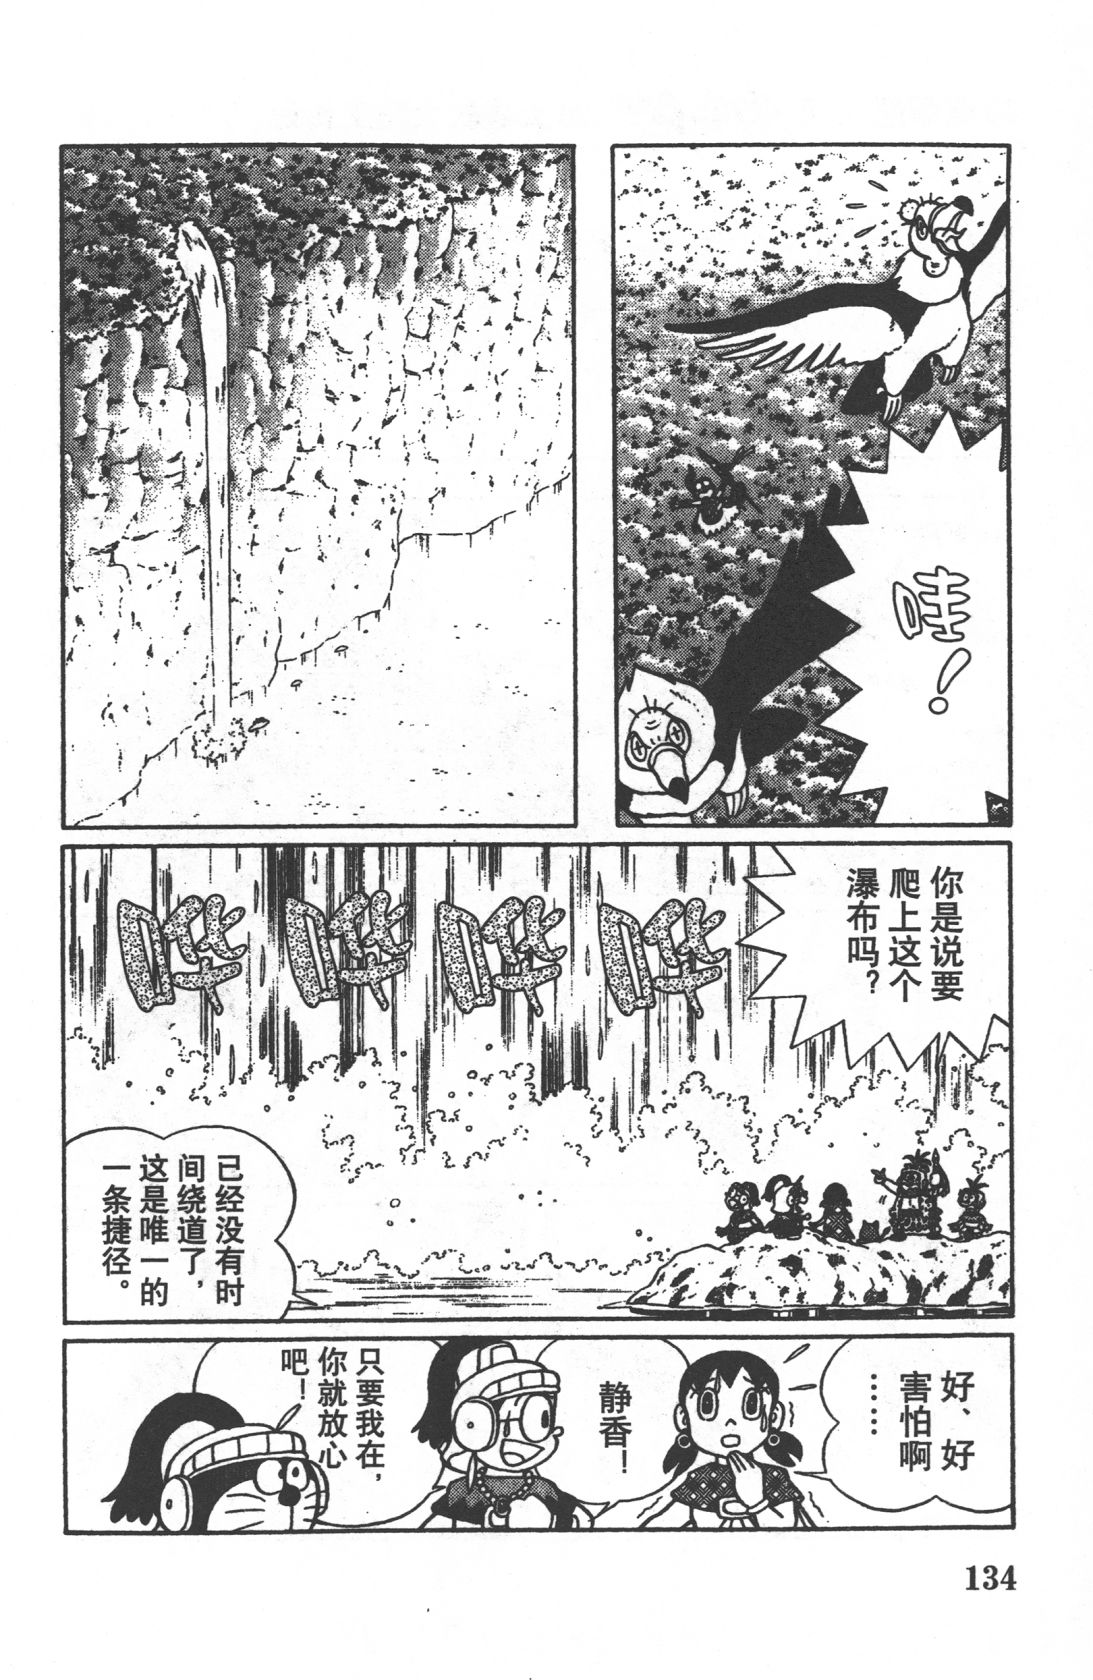 哇！
你是说要
爬上这个
瀑布吗？
哗哗哗哗
已经没有时
间绕道了，
这是唯一的
一条捷径。
好、好
害怕啊
……
静香！
只要我在，
你就放心
吧！
134